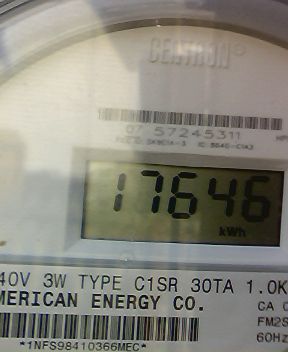 CENTRON®
07 57245311
17646
kWh
40V 3W TYPE C1SR 30TA 1.0K
MERICAN ENERGY CO.
CA 0
FM2S
60Hz
*1NFS98410366MEC*